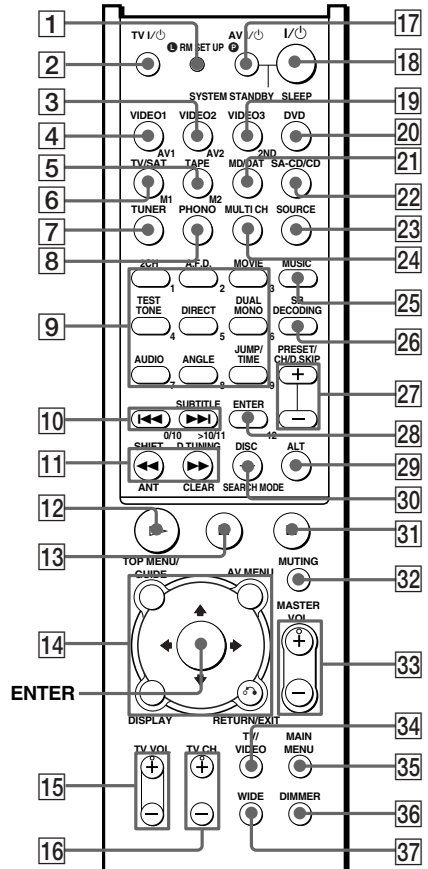 1
17
TV I/⏻
AV I/⏻
I/⏻
L RM SET UP P
2
18
SYSTEM STANDBY SLEEP
3
19
VIDEO1 VIDEO2 VIDEO3 DVD
4
20
AV1 AV2 2ND
5
21
TV/SAT TAPE MD/DAT SA-CD/CD
6
22
M1 M2
TUNER PHONO MULTI CH SOURCE
7
23
8
24
2CH A.F.D. MOVIE MUSIC
1 2 3
25
TEST TONE DIRECT DUAL MONO SB DECODING
9
4 5 6
26
AUDIO ANGLE JUMP/TIME PRESET/CH/D.SKIP
7 8 9
+
27
−
SUBTITLE ENTER
10
28
0/10 >10/11 12
SHIFT D.TUNING DISC ALT
11
29
ANT CLEAR SEARCH MODE
30
12
13
31
TOP MENU/GUIDE AV MENU MUTING
32
MASTER VOL
+
14
33
−
ENTER
DISPLAY RETURN/EXIT
34
TV VOL TV CH TV/VIDEO MAIN MENU
+ +
35
15
− −
WIDE DIMMER
36
16
37